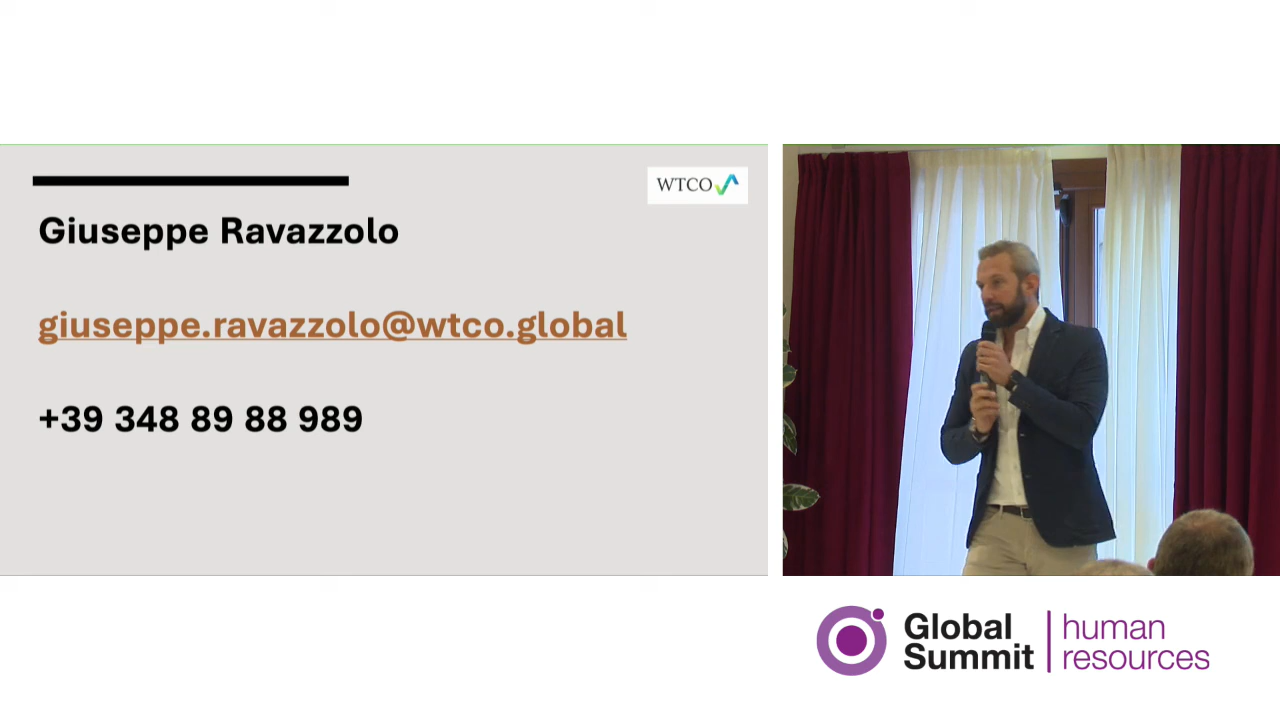 WTCO
Giuseppe Ravazzolo
giuseppe.ravazzolo@wtco.global
+39 348 89 88 989
Global
Summit
human
resources